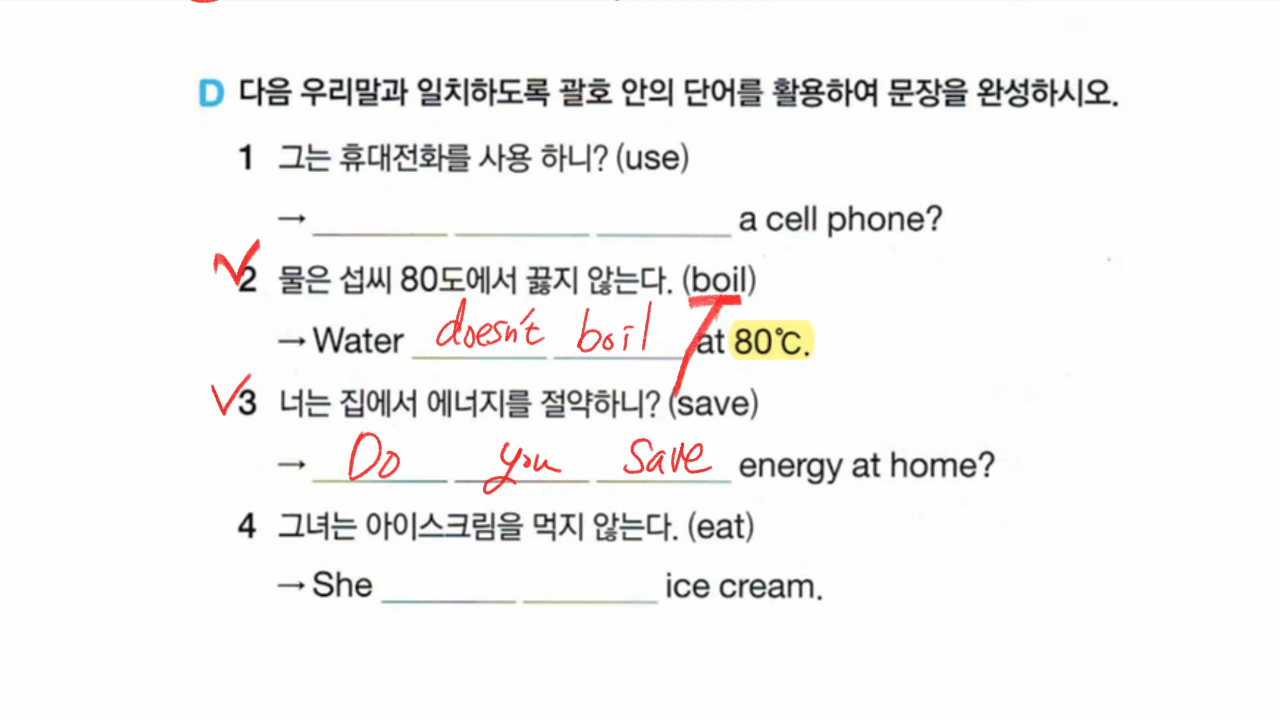 D 다음 우리말과 일치하도록 괄호 안의 단어를 활용하여 문장을 완성하시오.
1 그는 휴대전화를 사용 하니? (use)
→ a cell phone?
2 물은 섭씨 80도에서 끓지 않는다. (boil)
→ Water doesn't boil at 80℃.
3 너는 집에서 에너지를 절약하니? (save)
→ Do you save energy at home?
4 그녀는 아이스크림을 먹지 않는다. (eat)
→ She ice cream.